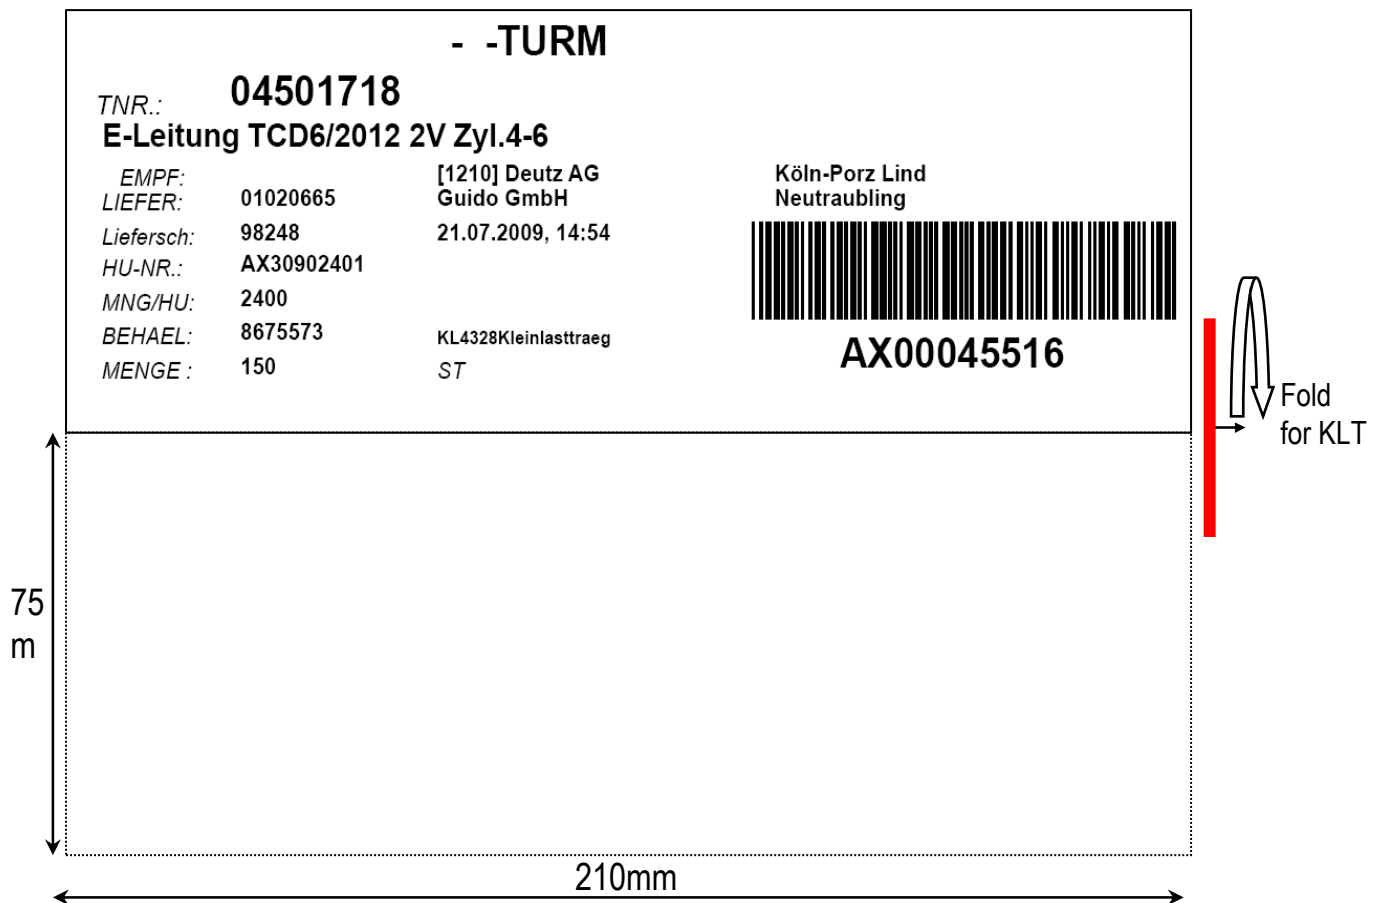 - -TURM
TNR.: 04501718
E-Leitung TCD6/2012 2V Zyl.4-6
EMPF: [1210] Deutz AG Köln-Porz Lind
LIEFER: 01020665 Guido GmbH Neutraubling
Liefersch: 98248 21.07.2009, 14:54
HU-NR.: AX30902401
MNG/HU: 2400
BEHAEL: 8675573 KL4328Kleinlasttraeg
AX00045516
MENGE : 150 ST
Fold
for KLT
75
m
210mm